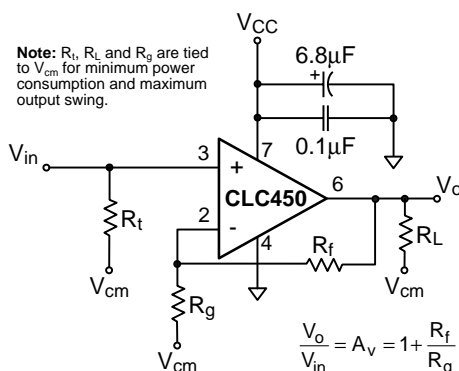 Note: Rt, RL and Rg are tied
to Vcm for minimum power
consumption and maximum
output swing.
VCC
6.8µF
+
0.1µF
Vin
3
+
7
CLC450
6
Vo
2
-
4
Rt
Rf
RL
Vcm
Rg
Vcm
Vcm
Vo/Vin = Av = 1+ Rf/Rg